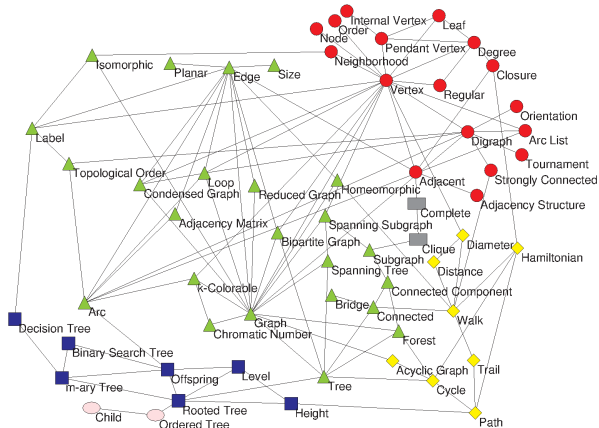 Internal Vertex
Leaf
Order
Node
Pendant Vertex
Degree
Neighborhood
Isomorphic
Planar
Edge
Size
Closure
Vertex
Regular
Orientation
Label
Digraph
Arc List
Topological Order
Tournament
Condensed Graph
Loop
Reduced Graph
Homeomorphic
Adjacent
Strongly Connected
Adjacency Structure
Adjacency Matrix
Spanning Subgraph
Complete
Bipartite Graph
Clique
Diameter
Hamiltonian
Subgraph
Spanning Tree
Distance
k-Colorable
Connected Component
Arc
Bridge
Connected
Walk
Graph
Decision Tree
Chromatic Number
Forest
Binary Search Tree
Acyclic Graph
Trail
Offspring
Level
m-ary Tree
Tree
Cycle
Rooted Tree
Height
Child
Ordered Tree
Path